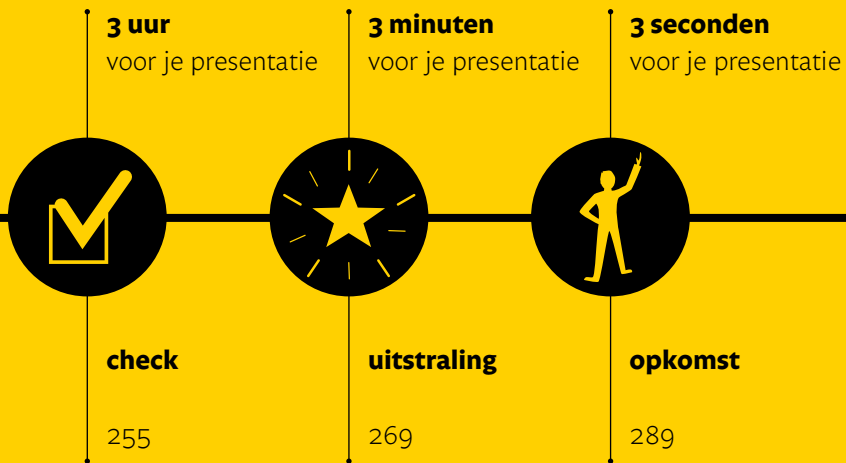 3 uur
voor je presentatie
3 minuten
voor je presentatie
3 seconden
voor je presentatie
check
uitstraling
opkomst
255
269
289